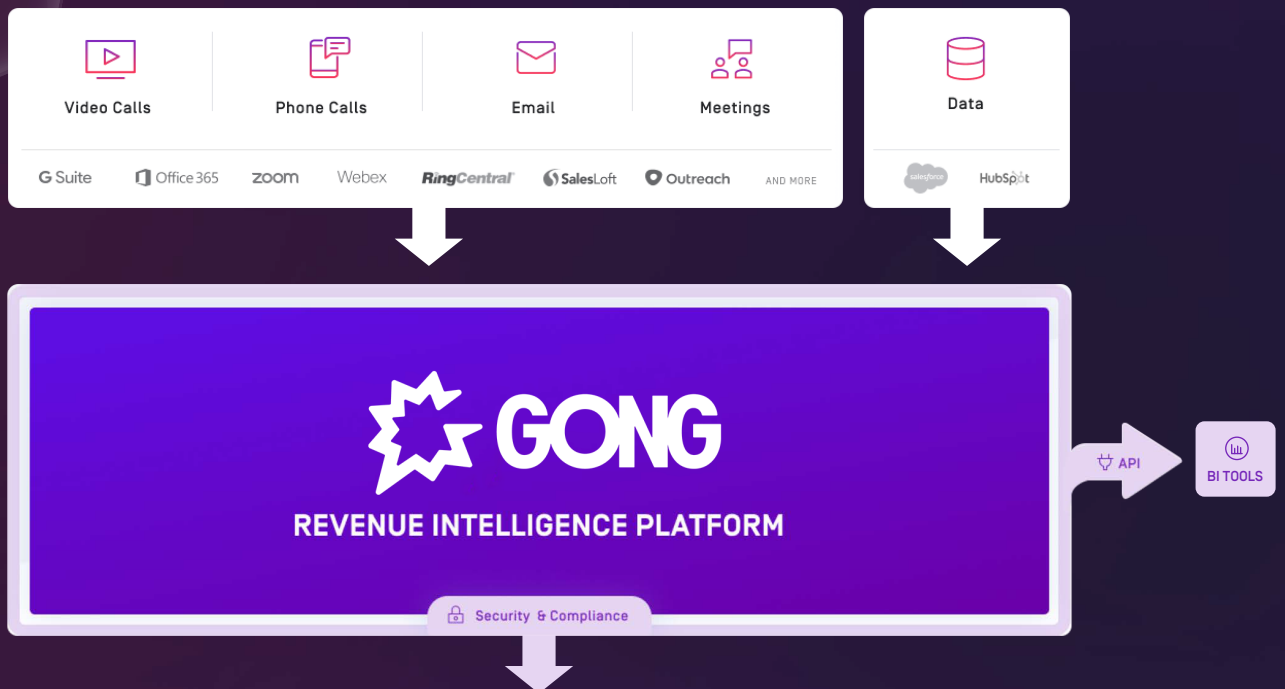 Video Calls
Phone Calls
Email
Meetings
Data
G Suite
Office 365
zoom
Webex
RingCentral
SalesLoft
Outreach
AND MORE
salesforce
HubSpot
GONG
REVENUE INTELLIGENCE PLATFORM
API
BI TOOLS
Security & Compliance